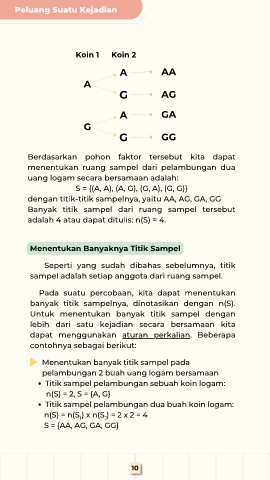 Peluang Suatu Kejadian
Koin 1 Koin 2
A AA
A
G AG
A GA
G
G GG
Berdasarkan pohon faktor tersebut kita dapat
menentukan ruang sampel dari pelambungan dua
uang logam secara bersamaan adalah:
S = {(A, A), (A, G), (G, A), (G, G)}
dengan titik-titik sampelnya, yaitu AA, AG, GA, GG
Banyak titik sampel dari ruang sampel tersebut
adalah 4 atau dapat ditulis: n(S) = 4.
Menentukan Banyaknya Titik Sampel
Seperti yang sudah dibahas sebelumnya, titik
sampel adalah setiap anggota dari ruang sampel.
Pada suatu percobaan, kita dapat menentukan
banyak titik sampelnya, dinotasikan dengan n(S).
Untuk menentukan banyak titik sampel dengan
lebih dari satu kejadian secara bersamaan kita
dapat menggunakan aturan perkalian. Beberapa
contohnya sebagai berikut:
Menentukan banyak titik sampel pada
pelambungan 2 buah uang logam bersamaan
• Titik sampel pelambungan sebuah koin logam:
n(S) = 2, S = {A, G}
• Titik sampel pelambungan dua buah koin logam:
n(S) = n(S₁) x n(S₂) = 2 x 2 = 4
S = {AA, AG, GA, GG}
10